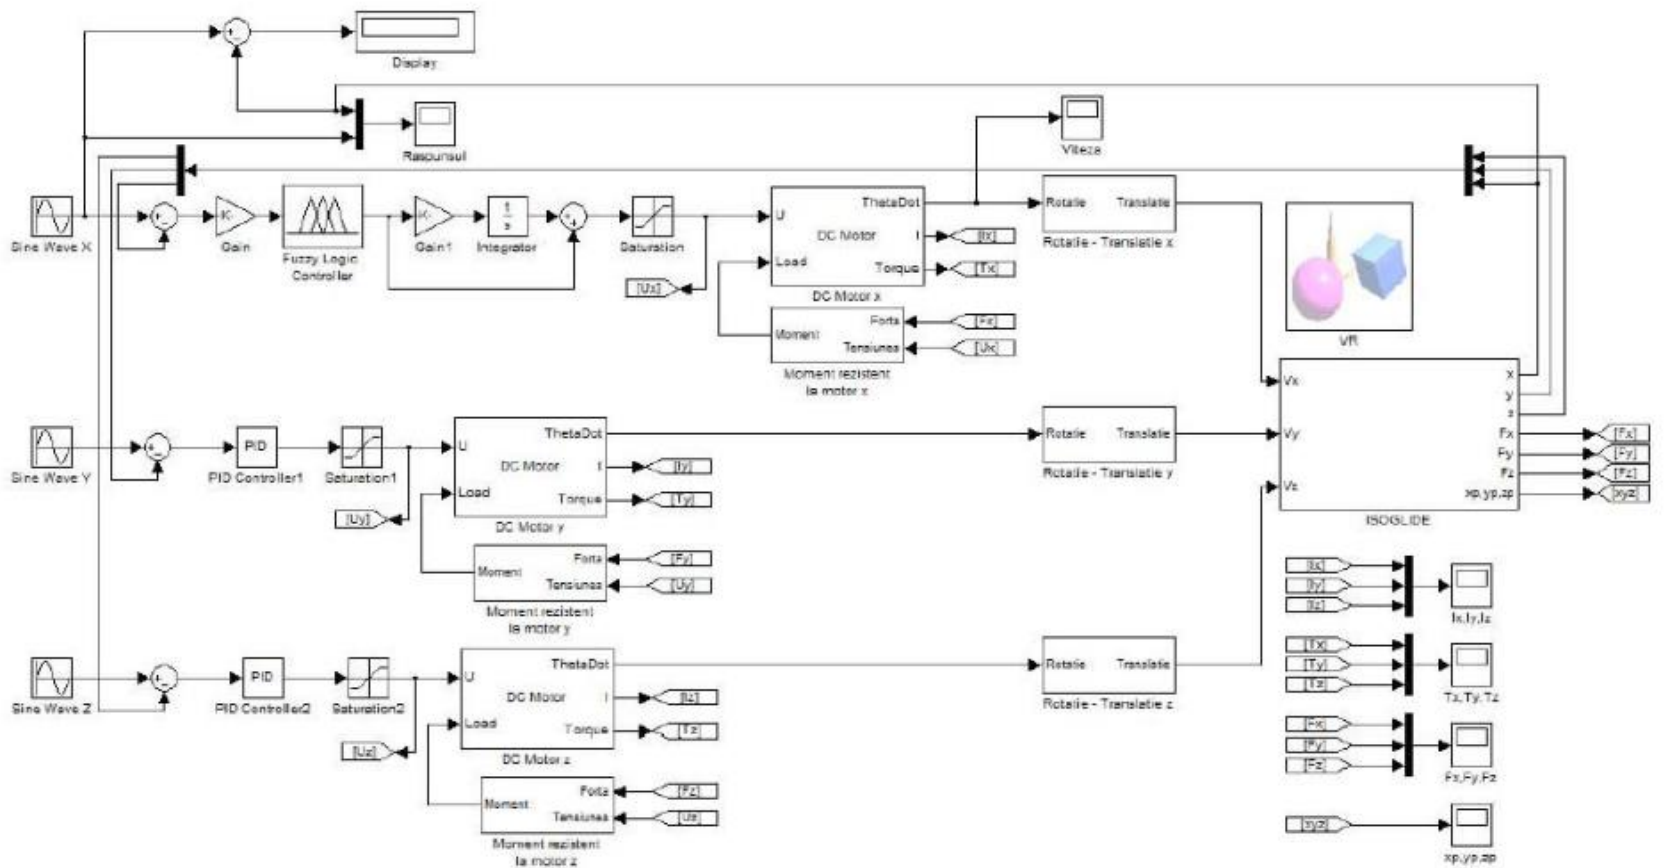 Display
Raspunsul
Viteza
Sine Wave X
K-
Gain
Fuzzy Logic
Controller
K-
Gain1
1
s
Integrator
Saturation
[Ux]
U
ThetaDot
DC Motor
I
Load
Torque
DC Motor x
[Ix]
[Tx]
Rotatie
Translatie
Rotatie - Translatie x
Moment
Forta
Tensiunea
[Fx]
[Ux]
Moment rezistent
la motor x
VR
Vx
Vy
Vz
x
y
z
Fx
Fy
Fz
xp,yp,zp
ISOGLIDE
[Fx]
[Fy]
[Fz]
[xyz]
Sine Wave Y
PID
PID Controller1
Saturation1
[Uy]
U
ThetaDot
DC Motor
I
Load
Torque
DC Motor y
[Iy]
[Ty]
Rotatie
Translatie
Rotatie - Translatie y
Moment
Forta
Tensiunea
[Fy]
[Uy]
Moment rezistent
la motor y
Sine Wave Z
PID
PID Controller2
Saturation2
[Uz]
U
ThetaDot
DC Motor
I
Load
Torque
DC Motor z
[Iz]
[Tz]
Rotatie
Translatie
Rotatie - Translatie z
Moment
Forta
Tensiunea
[Fz]
[Uz]
Moment rezistent
la motor z
[Ix]
[Iy]
[Iz]
Ix,Iy,Iz
[Tx]
[Ty]
[Tz]
Tx,Ty,Tz
[Fx]
[Fy]
[Fz]
Fx,Fy,Fz
[xyz]
xp,yp,zp